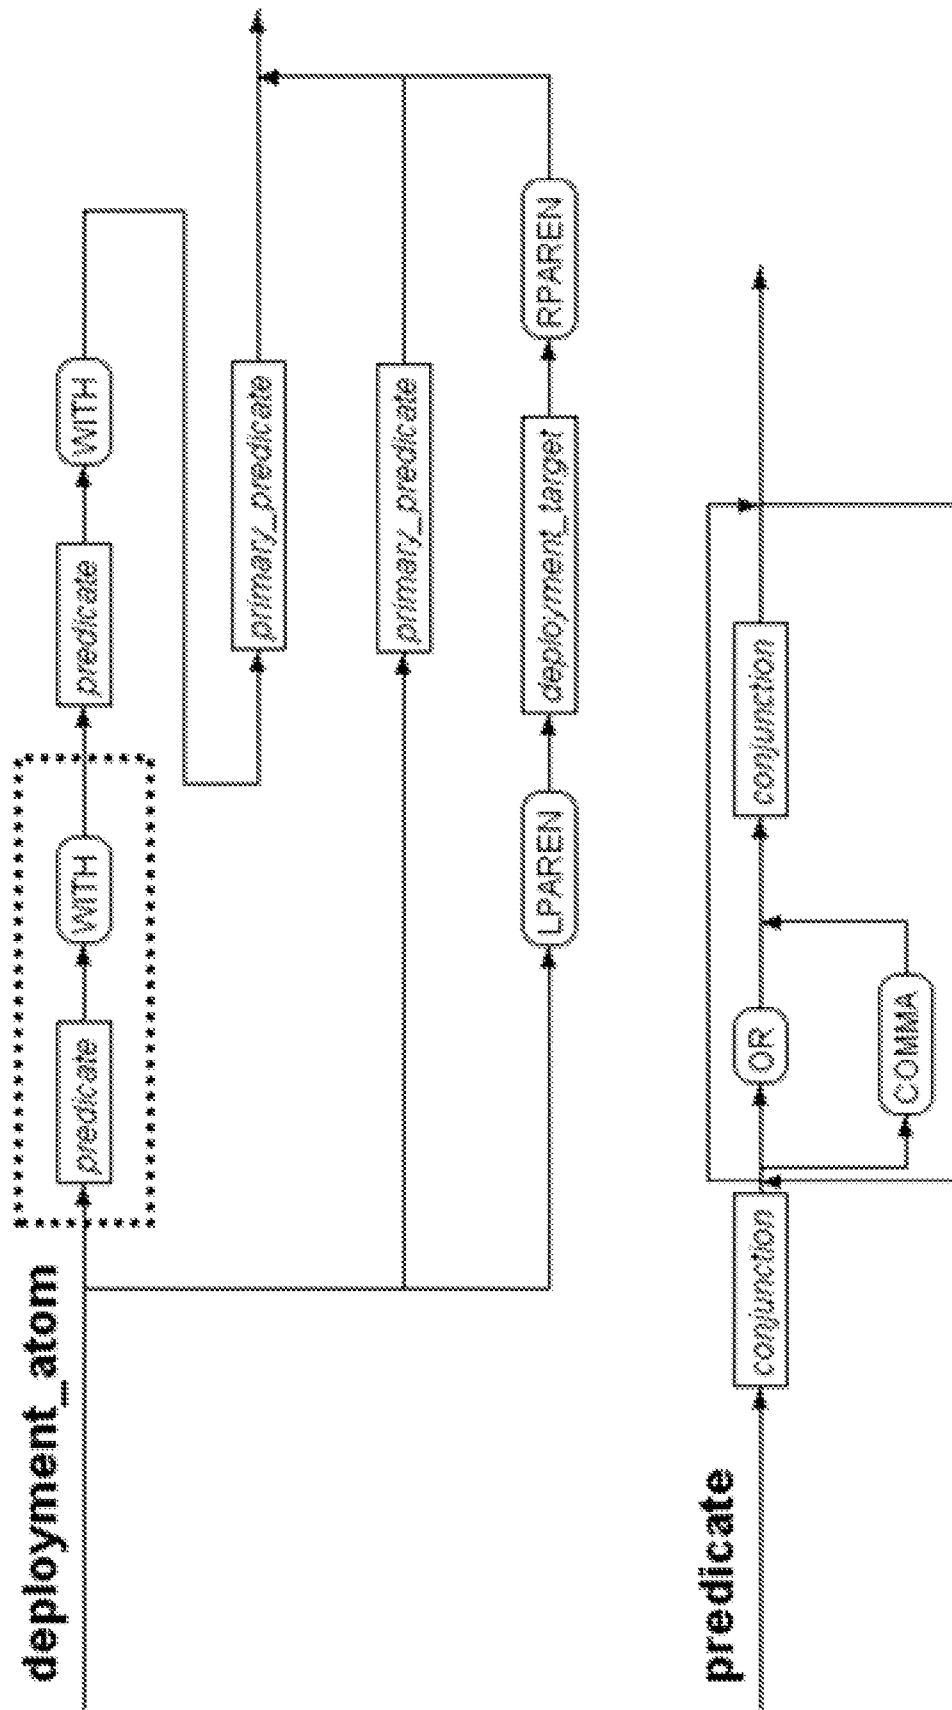 deployment_atom
predicate WITH predicate WITH
primary_predicate
primary_predicate
LPAREN deployment_target RPAREN
predicate
conjunction OR conjunction
COMMA